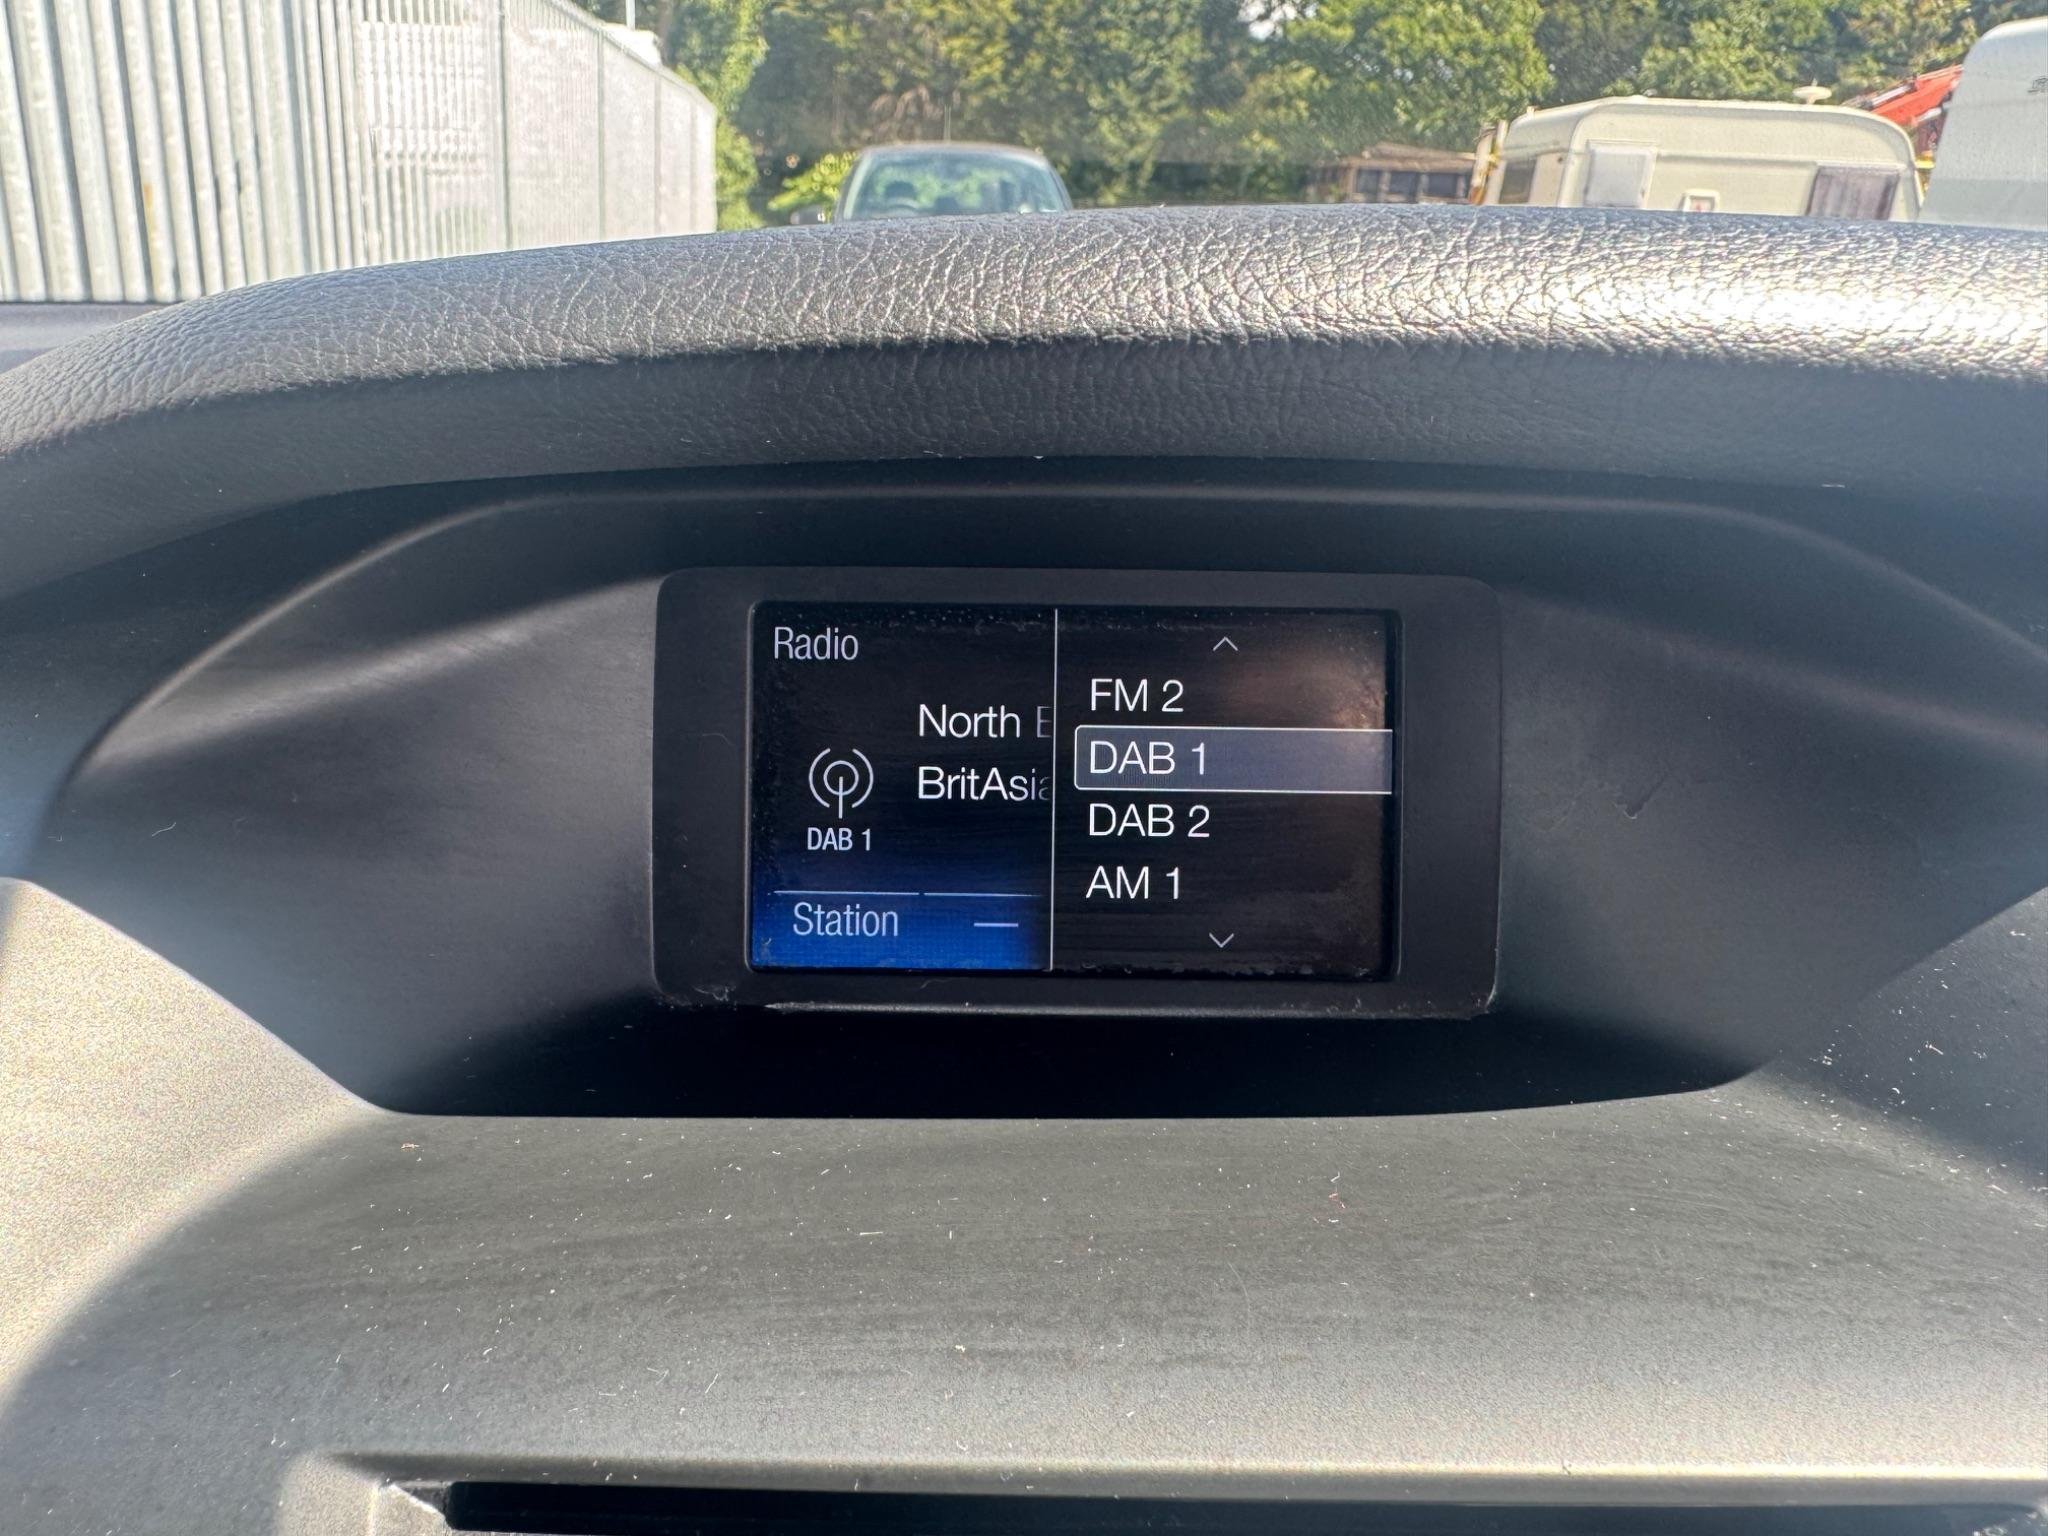 Radio
North
BritAsia
DAB 1
Station
FM 2
DAB 1
DAB 2
AM 1